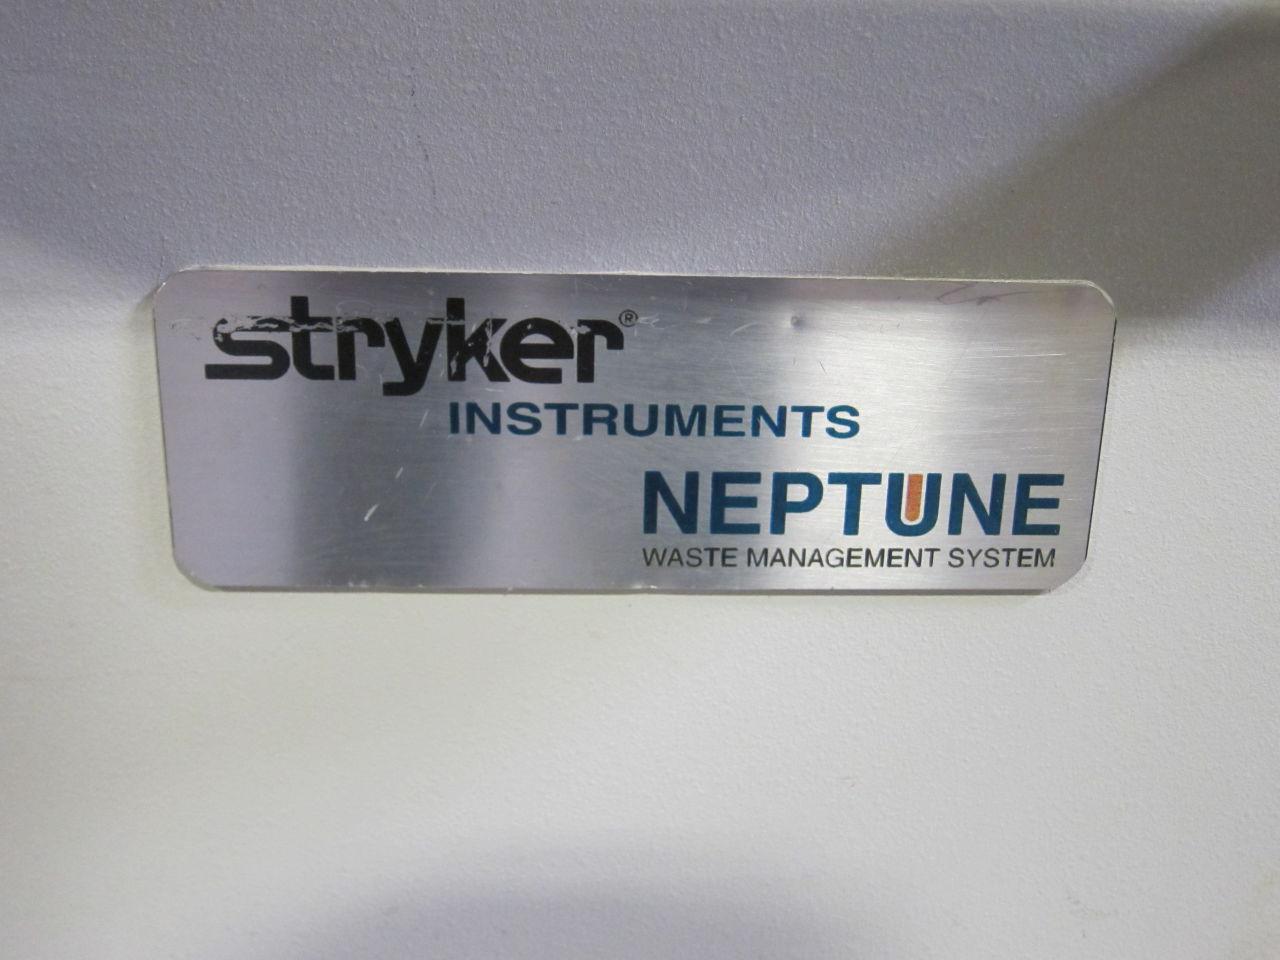 stryker®
INSTRUMENTS
NEPTUNE
WASTE MANAGEMENT SYSTEM